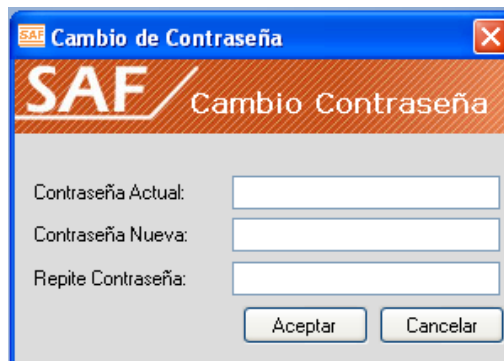 SAF Cambio de Contraseña
SAF Cambio Contraseña
Contraseña Actual:
Contraseña Nueva:
Repite Contraseña:
Aceptar Cancelar